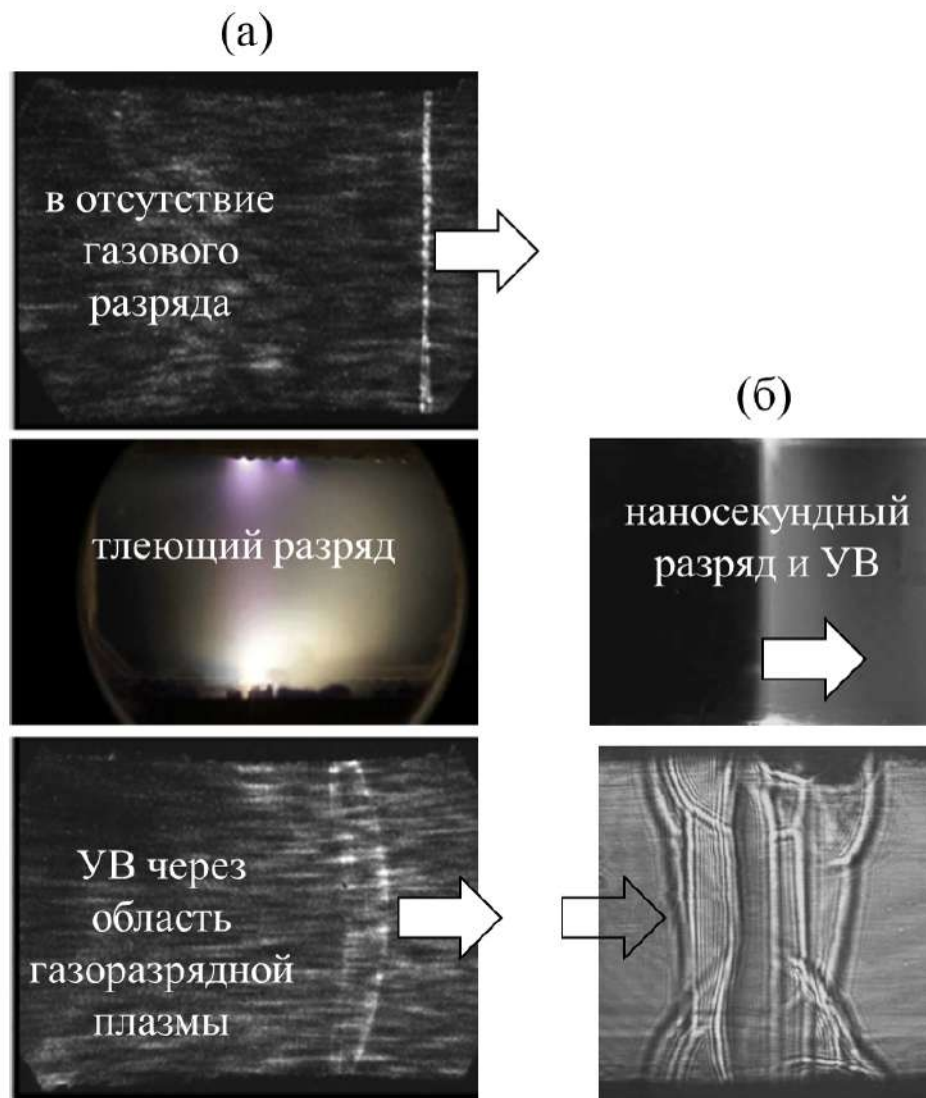 (а)
в отсутствие
газового
разряда
тлеющий разряд
УВ через
область
газоразрядной
плазмы
(б)
наносекундный
разряд и УВ